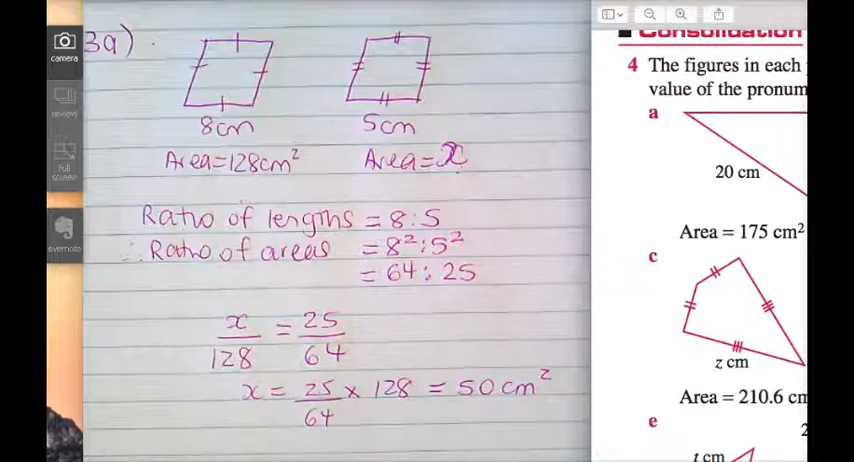 3a)
8cm
5cm
Area=128cm²
Area=x
Ratio of lengths = 8:5
∴ Ratio of areas = 8²:5²
= 64:25
x/128 = 25/64
x = 25/64 × 128 = 50cm²
camera
review
full
screen
evernote
Consolidation
4 The figures in each
value of the pronum
a
20 cm
Area = 175 cm²
c
z cm
Area = 210.6 cm
e
2
t cm